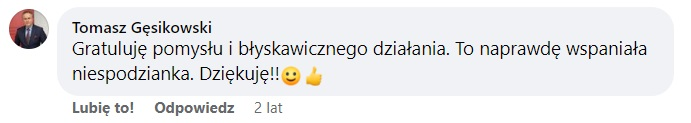 Tomasz Gęsikowski
Gratuluję pomysłu i błyskawicznego działania. To naprawdę wspaniała
niespodzianka. Dziękuję!!🙂👍
Lubię to! Odpowiedz 2 lat